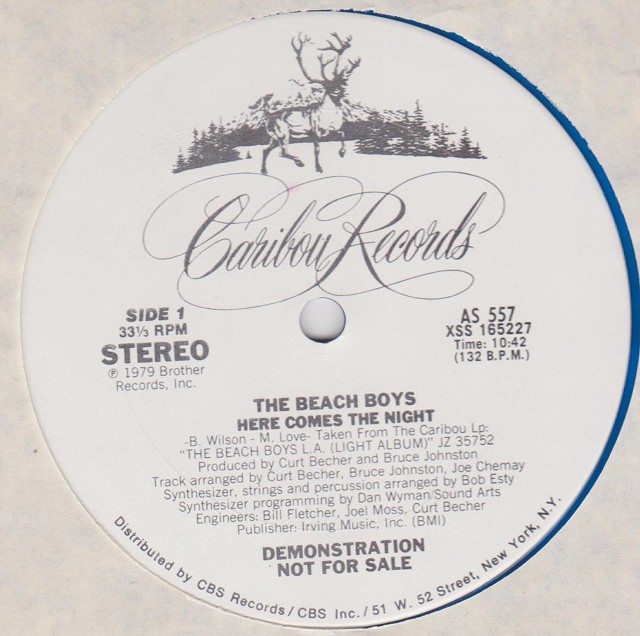 Caribou Records
SIDE 1
33⅓ RPM
STEREO
℗ 1979 Brother
Records, Inc.
AS 557
XSS 165227
Time: 10:42
(132 B.P.M.)
THE BEACH BOYS
HERE COMES THE NIGHT
-B. Wilson - M. Love- Taken From The Caribou Lp:
"THE BEACH BOYS L.A. (LIGHT ALBUM)" JZ 35752
Produced by Curt Becher and Bruce Johnston
Track arranged by Curt Becher, Bruce Johnston, Joe Chemay
Synthesizer, strings and percussion arranged by Bob Esty
Synthesizer programming by Dan Wyman/Sound Arts
Engineers: Bill Fletcher, Joel Moss, Curt Becher
Publisher: Irving Music, Inc. (BMI)
DEMONSTRATION
NOT FOR SALE
Distributed by CBS Records/CBS Inc./51 W. 52 Street, New York, N.Y.